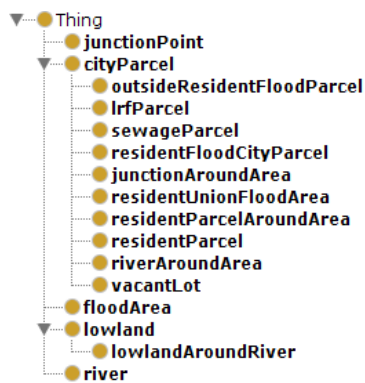 Thing
junctionPoint
cityParcel
outsideResidentFloodParcel
lrfParcel
sewageParcel
residentFloodCityParcel
junctionAroundArea
residentUnionFloodArea
residentParcelAroundArea
residentParcel
riverAroundArea
vacantLot
floodArea
lowland
lowlandAroundRiver
river